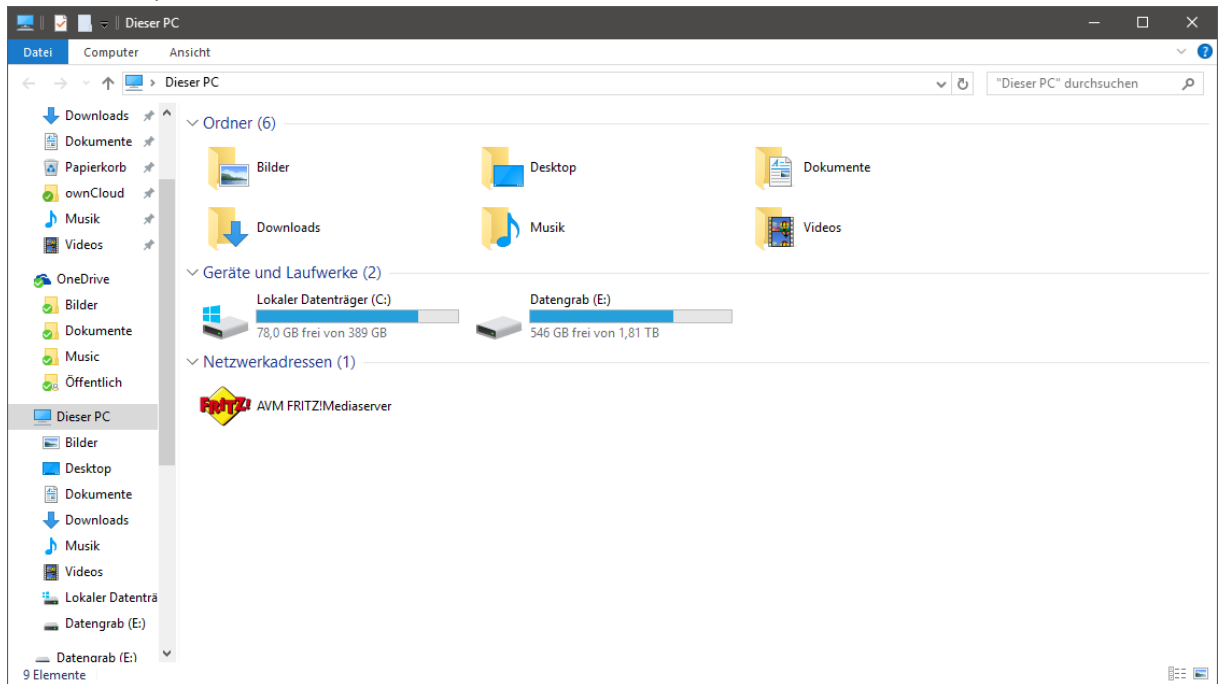 Dieser PC
Datei Computer Ansicht
Dieser PC "Dieser PC" durchsuchen
Downloads
Dokumente
Papierkorb
ownCloud
Musik
Videos
OneDrive
Bilder
Dokumente
Music
Öffentlich
Dieser PC
Bilder
Desktop
Dokumente
Downloads
Musik
Videos
Lokaler Datenträ
Datengrab (E:)
Datengrab (E:)
Ordner (6)
Bilder Desktop Dokumente
Downloads Musik Videos
Geräte und Laufwerke (2)
Lokaler Datenträger (C:) Datengrab (E:)
78,0 GB frei von 389 GB 546 GB frei von 1,81 TB
Netzwerkadressen (1)
FRITZ! AVM FRITZ!Mediaserver
9 Elemente